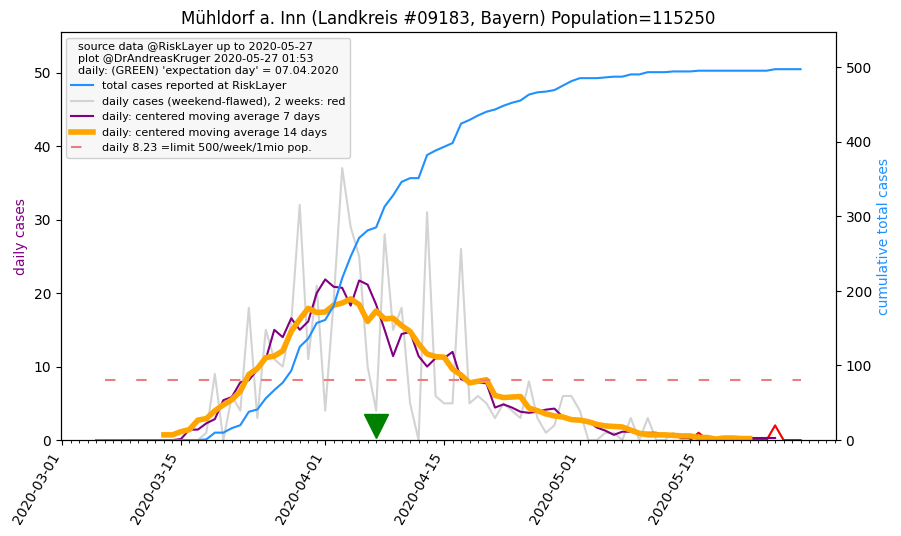 Mühldorf a. Inn (Landkreis #09183, Bayern) Population=115250
source data @RiskLayer up to 2020-05-27
plot @DrAndreasKruger 2020-05-27 01:53
daily: (GREEN) 'expectation day' = 07.04.2020
total cases reported at RiskLayer
daily cases (weekend-flawed), 2 weeks: red
daily: centered moving average 7 days
daily: centered moving average 14 days
daily 8.23 =limit 500/week/1mio pop.
daily cases
50
40
30
20
10
0
cumulative total cases
500
400
300
200
100
0
2020-03-01
2020-03-15
2020-04-01
2020-04-15
2020-05-01
2020-05-15